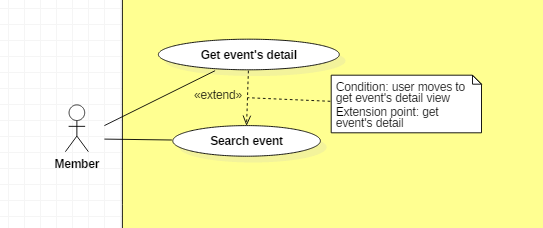 Get event's detail
«extend»
Condition: user moves to
get event's detail view
Extension point: get
event's detail
Search event
Member